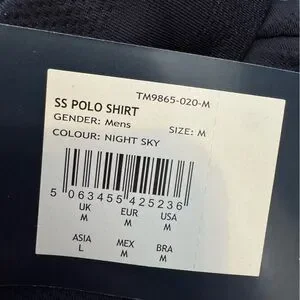 TM9865-020-M
SS POLO SHIRT
GENDER: Mens SIZE: M
COLOUR: NIGHT SKY
5 063455 425236
UK EUR USA
M M M
ASIA MEX BRA
L M M